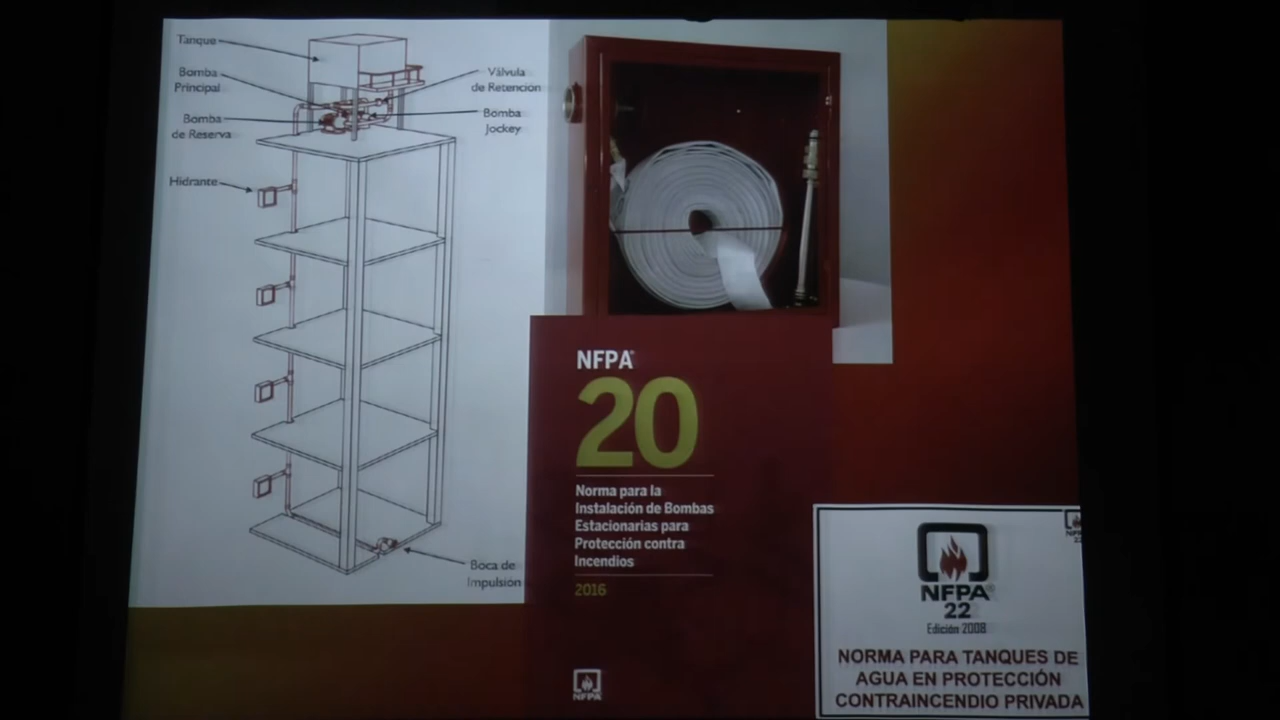 Tanque
Bomba
Principal
Válvula
de Retención
Bomba
de Reserva
Bomba
Jockey
Hidrante
Boca de
Impulsión
NFPA®
20
Norma para la
Instalación de Bombas
Estacionarias para
Protección contra
Incendios
2016
NFPA
NFPA®
22
Edición 2008
NORMA PARA TANQUES DE
AGUA EN PROTECCIÓN
CONTRAINCENDIO PRIVADA